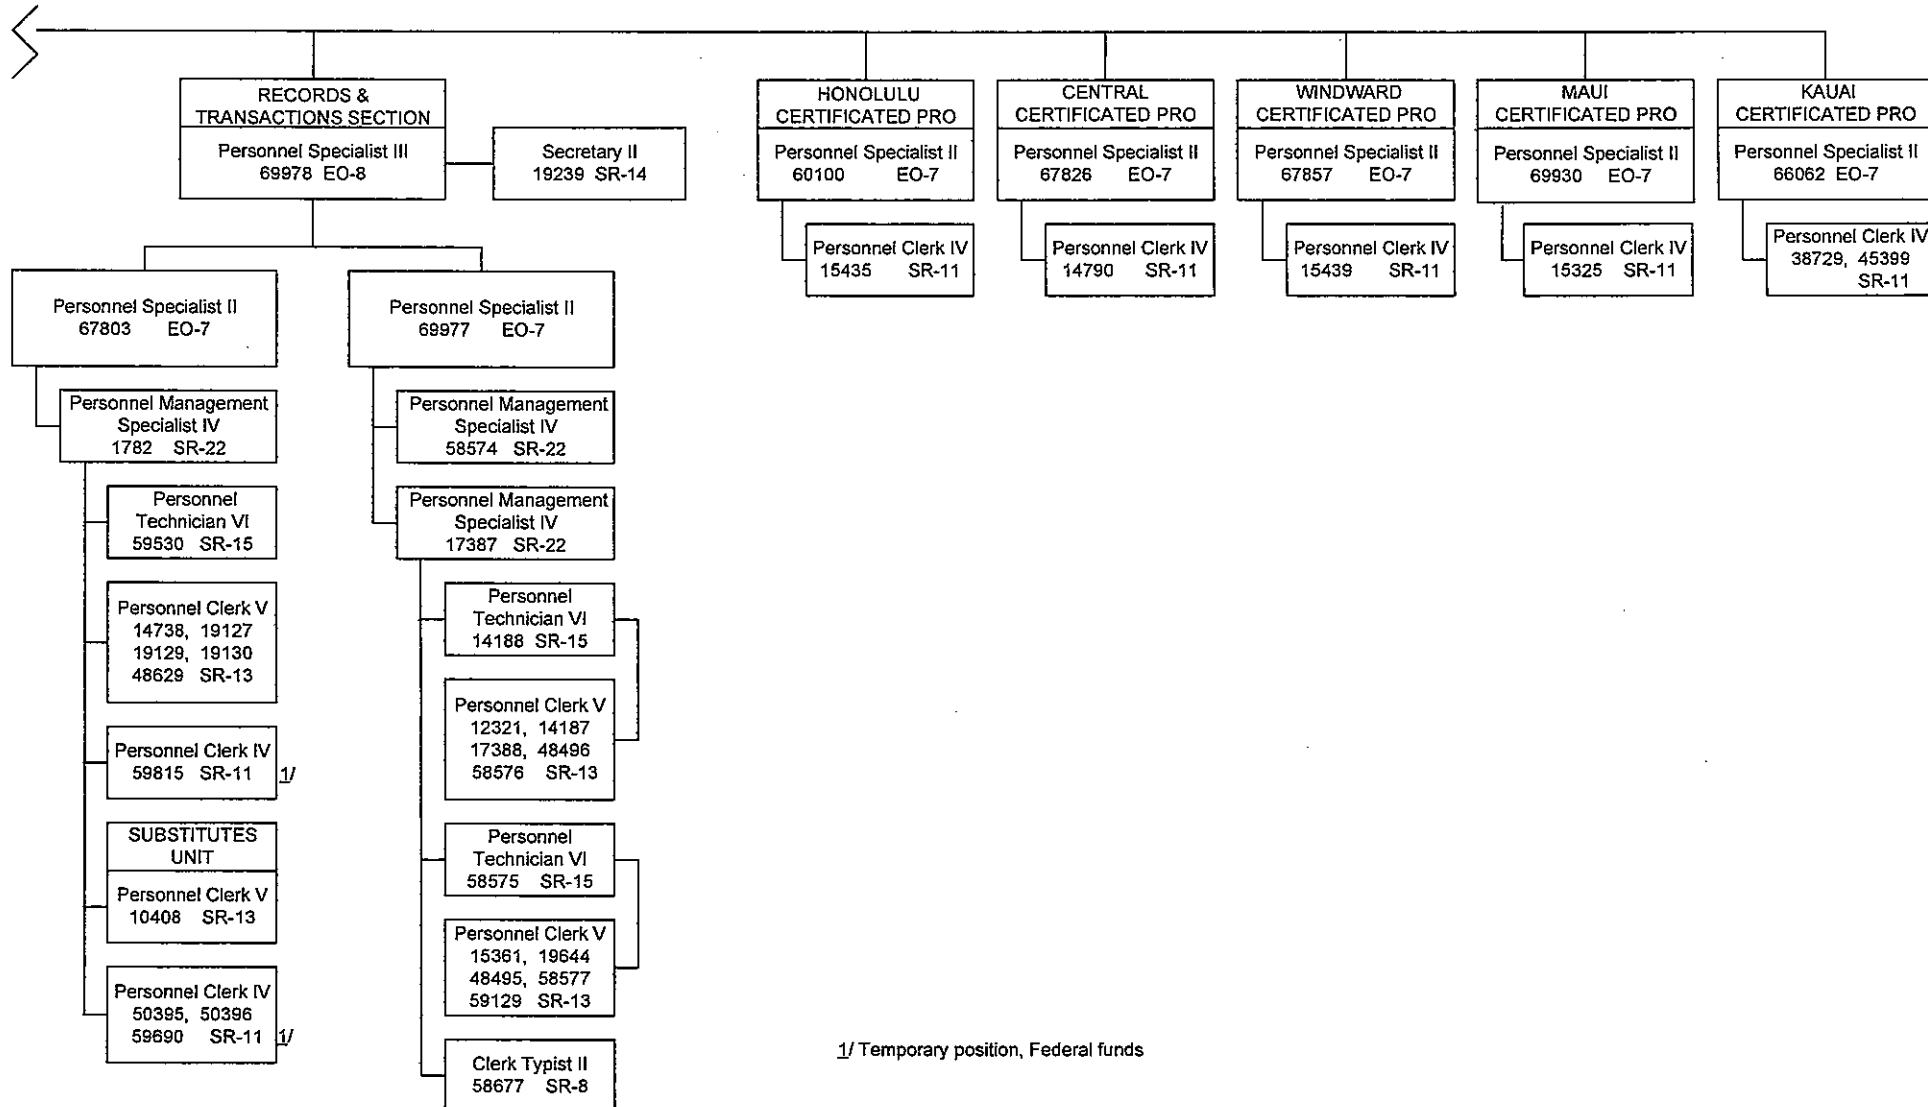 RECORDS &
TRANSACTIONS SECTION
Personnel Specialist III
69978 EO-8
Secretary II
19239 SR-14
HONOLULU
CERTIFICATED PRO
Personnel Specialist II
60100 EO-7
Personnel Clerk IV
15435 SR-11
CENTRAL
CERTIFICATED PRO
Personnel Specialist II
67826 EO-7
Personnel Clerk IV
14790 SR-11
WINDWARD
CERTIFICATED PRO
Personnel Specialist II
67857 EO-7
Personnel Clerk IV
15439 SR-11
MAUI
CERTIFICATED PRO
Personnel Specialist II
69930 EO-7
Personnel Clerk IV
15325 SR-11
KAUAI
CERTIFICATED PRO
Personnel Specialist II
66062 EO-7
Personnel Clerk IV
38729, 45399
SR-11
Personnel Specialist II
67803 EO-7
Personnel Management
Specialist IV
1782 SR-22
Personnel
Technician VI
59530 SR-15
Personnel Clerk V
14738, 19127
19129, 19130
48629 SR-13
Personnel Clerk IV
59815 SR-11 1/
SUBSTITUTES
UNIT
Personnel Clerk V
10408 SR-13
Personnel Clerk IV
50395, 50396
59690 SR-11 1/
Personnel Specialist II
69977 EO-7
Personnel Management
Specialist IV
58574 SR-22
Personnel Management
Specialist IV
17387 SR-22
Personnel
Technician VI
14188 SR-15
Personnel Clerk V
12321, 14187
17388, 48496
58576 SR-13
Personnel
Technician VI
58575 SR-15
Personnel Clerk V
15361, 19644
48495, 58577
59129 SR-13
Clerk Typist II
58677 SR-8
1/ Temporary position, Federal funds